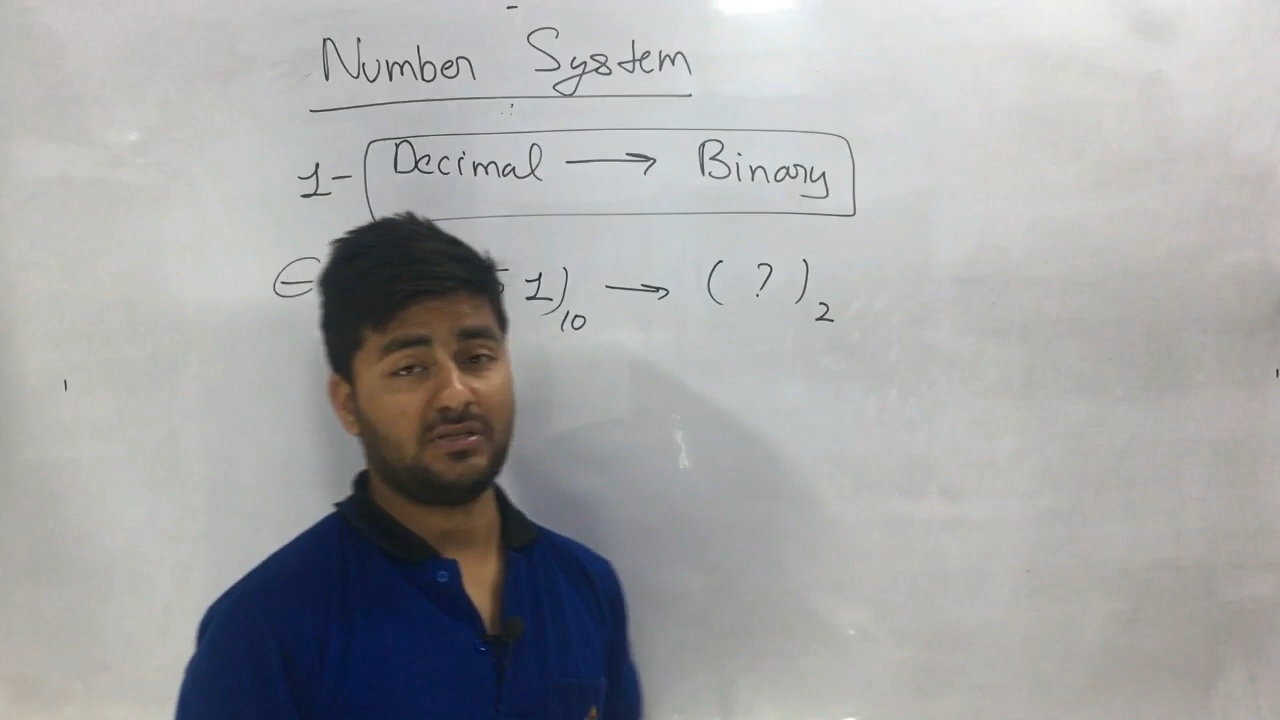 Number System
1- Decimal → Binary
1)10 → ( ? )2